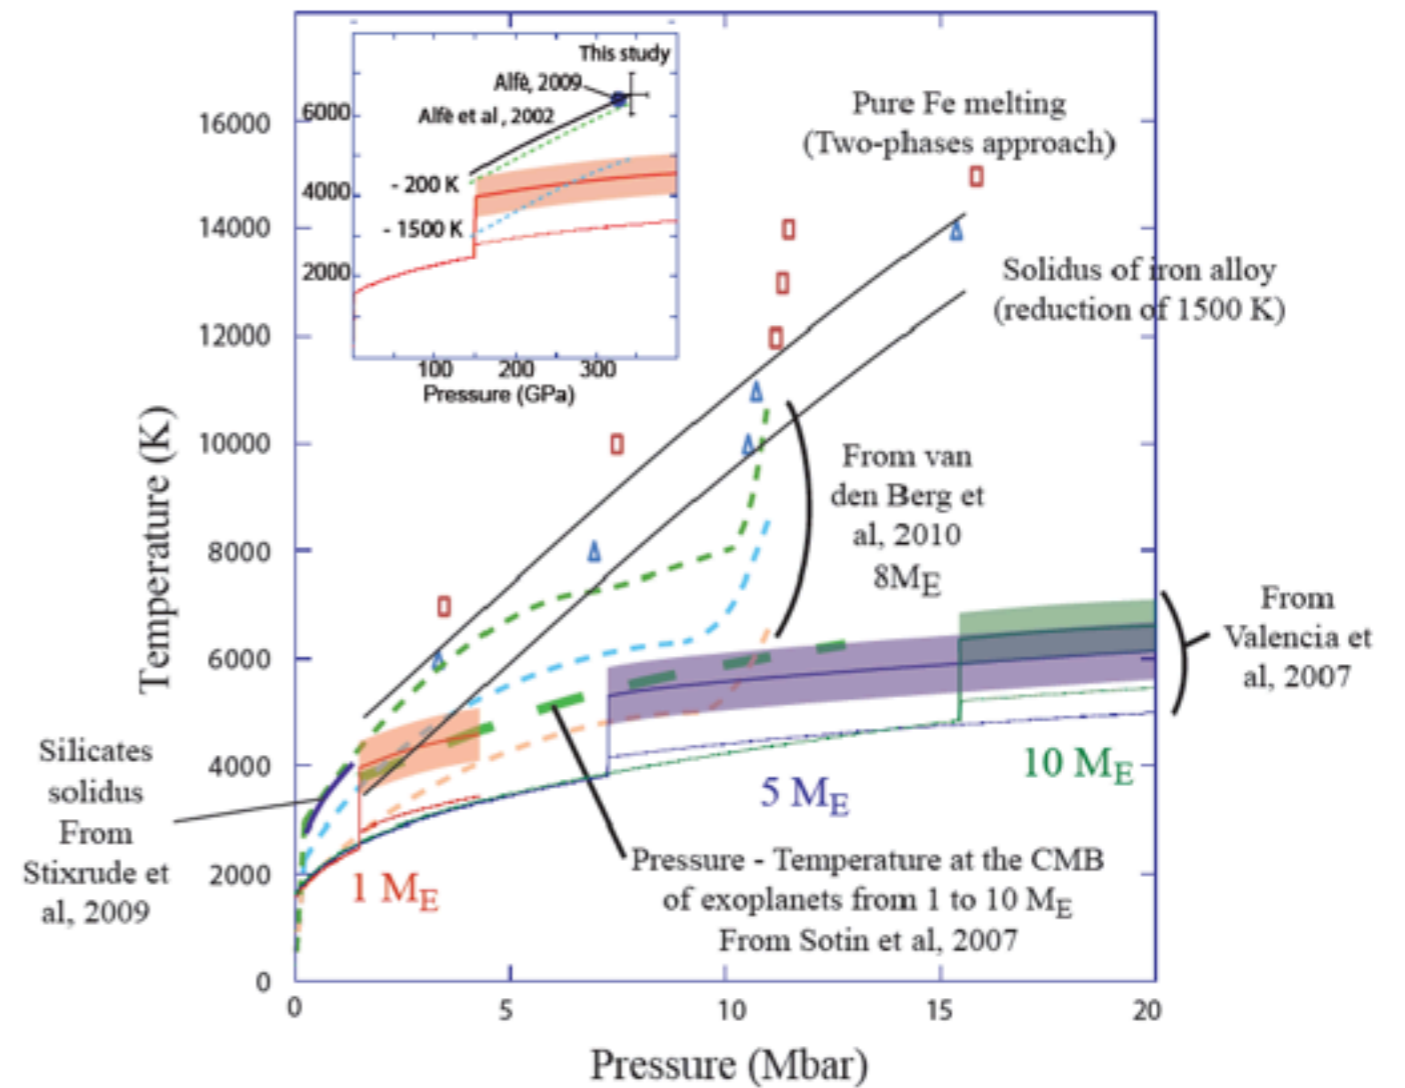 This study
Alfè, 2009
Alfè et al , 2002
6000
4000
2000
- 200 K
- 1500 K
100 200 300
Pressure (GPa)
Pure Fe melting
(Two-phases approach)
Solidus of iron alloy
(reduction of 1500 K)
From van
den Berg et
al, 2010
8ME
From
Valencia et
al, 2007
Silicates
solidus
From
Stixrude et
al, 2009
1 ME
5 ME
10 ME
Pressure - Temperature at the CMB
of exoplanets from 1 to 10 ME
From Sotin et al, 2007
Temperature (K)
16000
14000
12000
10000
8000
6000
4000
2000
0
0 5 10 15 20
Pressure (Mbar)